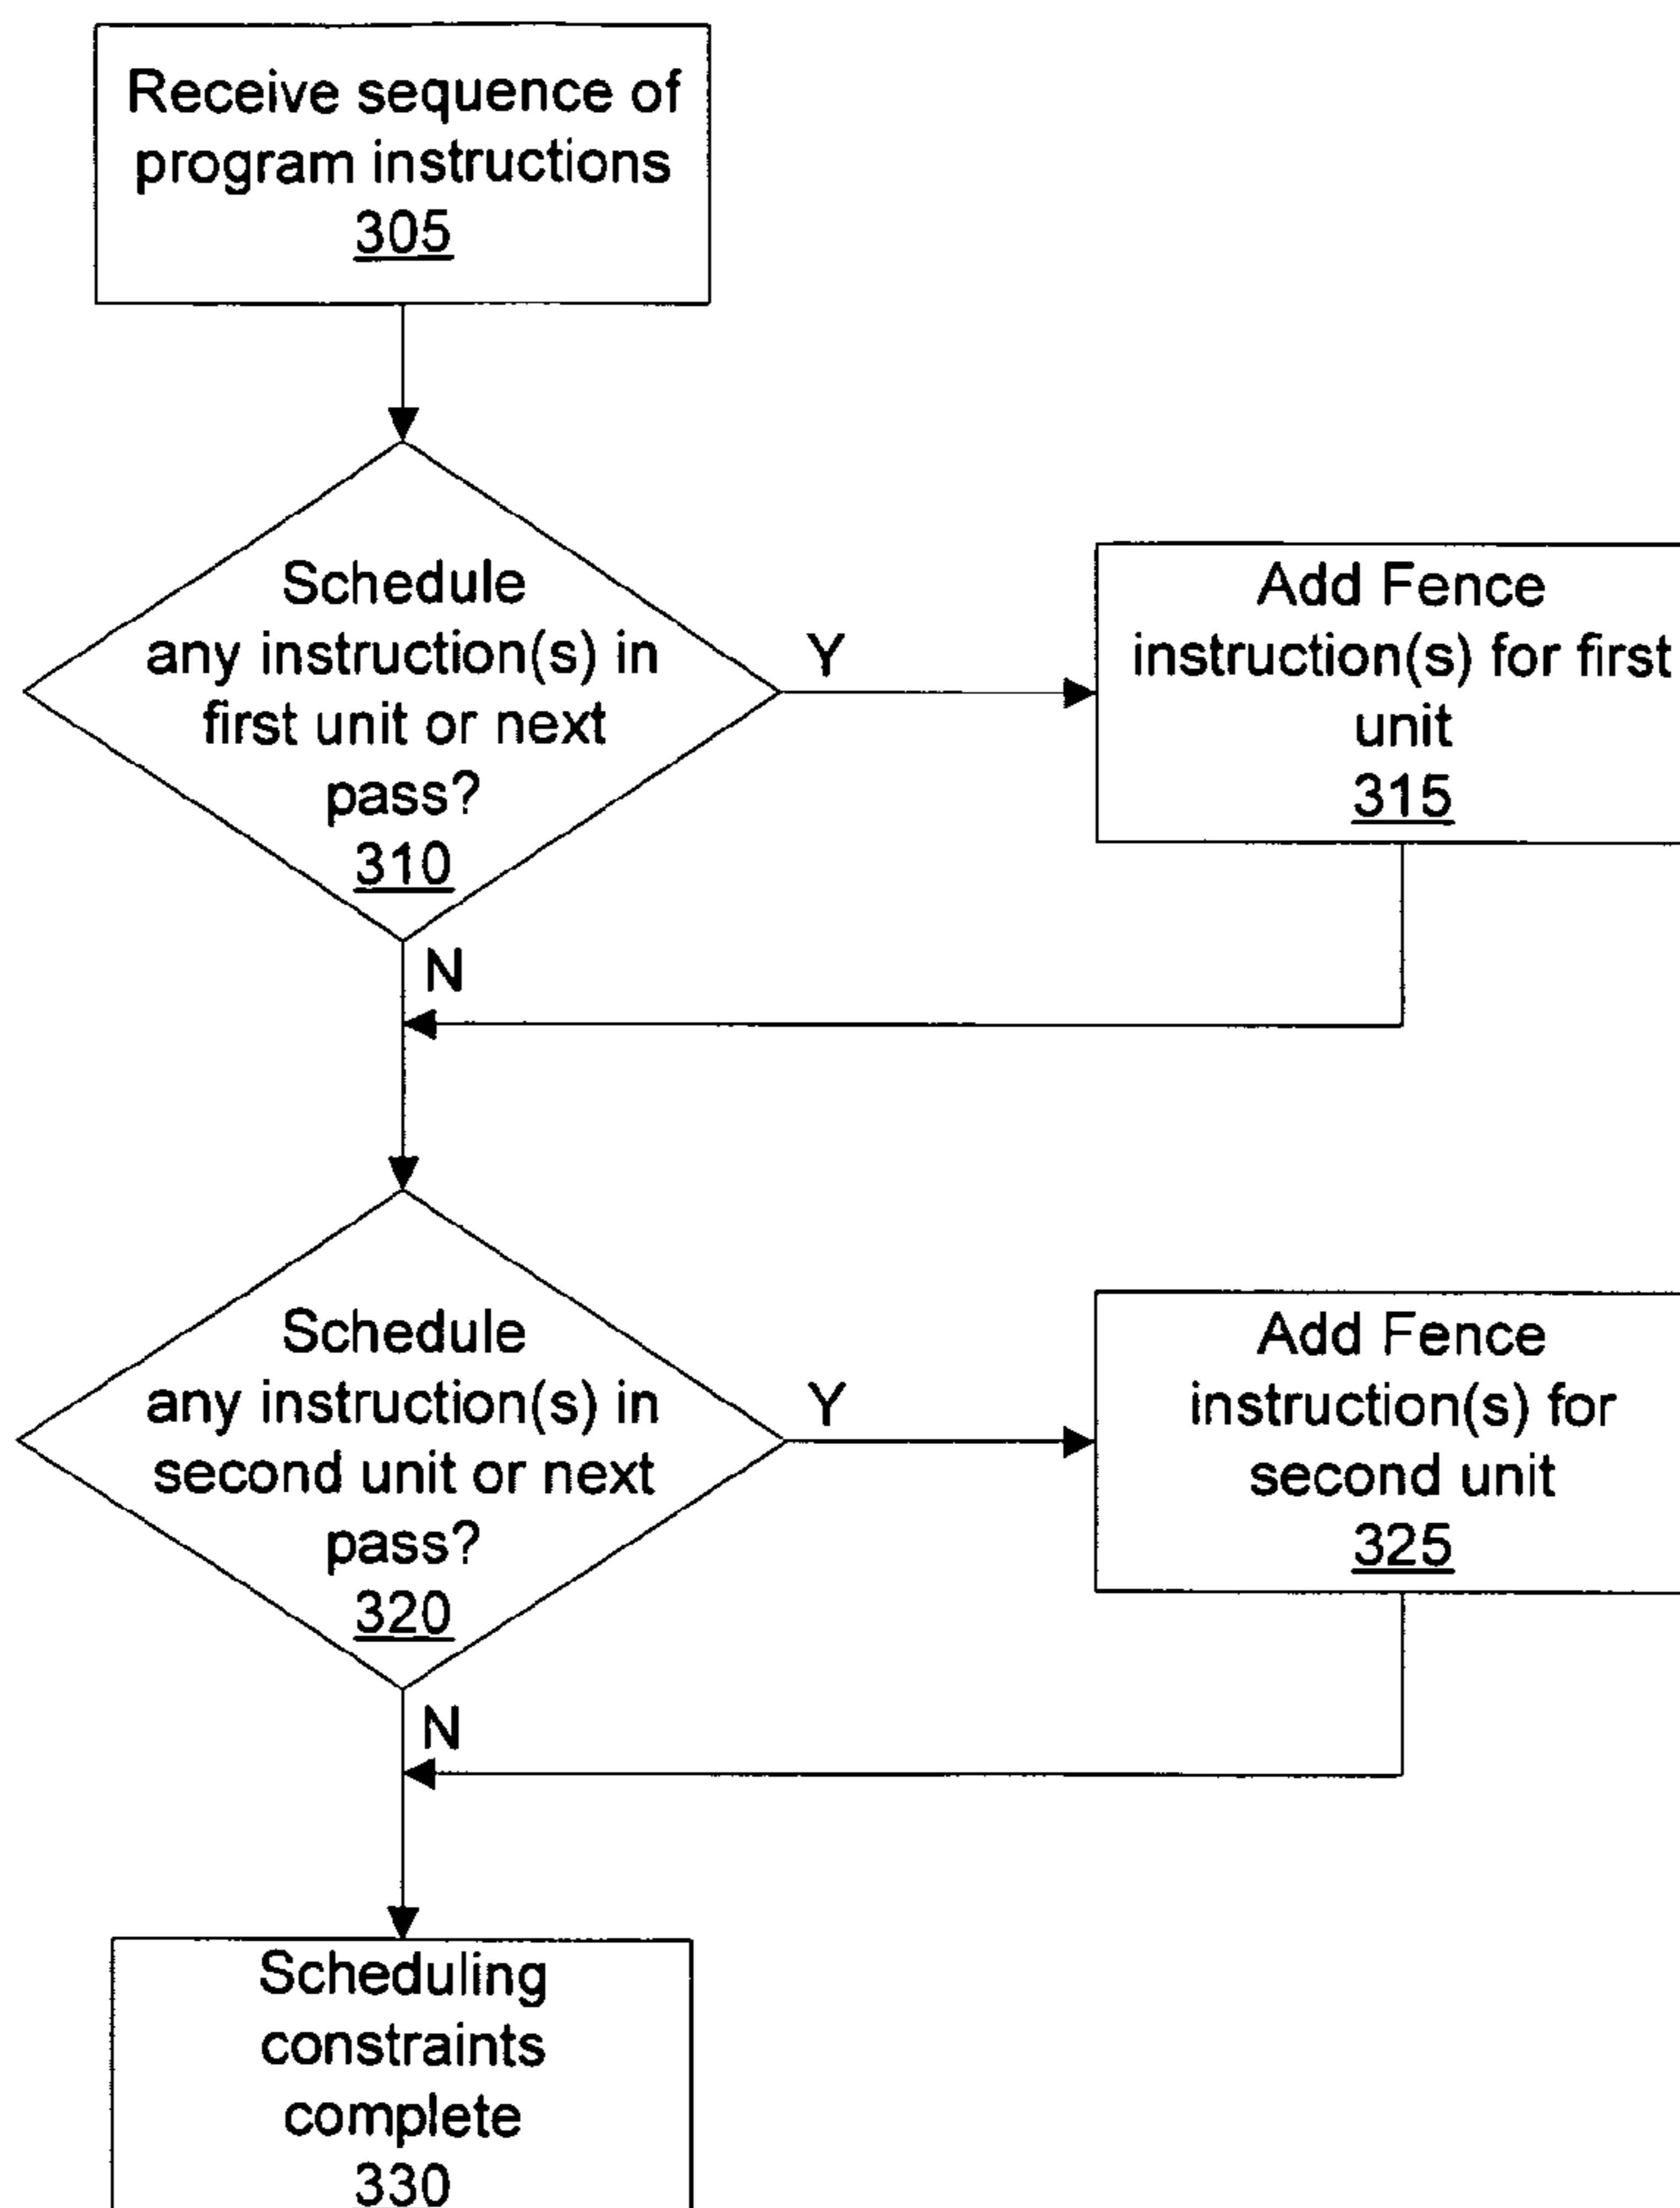 Receive sequence of
program instructions
305
Schedule
any instruction(s) in
first unit or next
pass?
310
Y
Add Fence
instruction(s) for first
unit
315
N
Schedule
any instruction(s) in
second unit or next
pass?
320
Y
Add Fence
instruction(s) for
second unit
325
N
Scheduling
constraints
complete
330